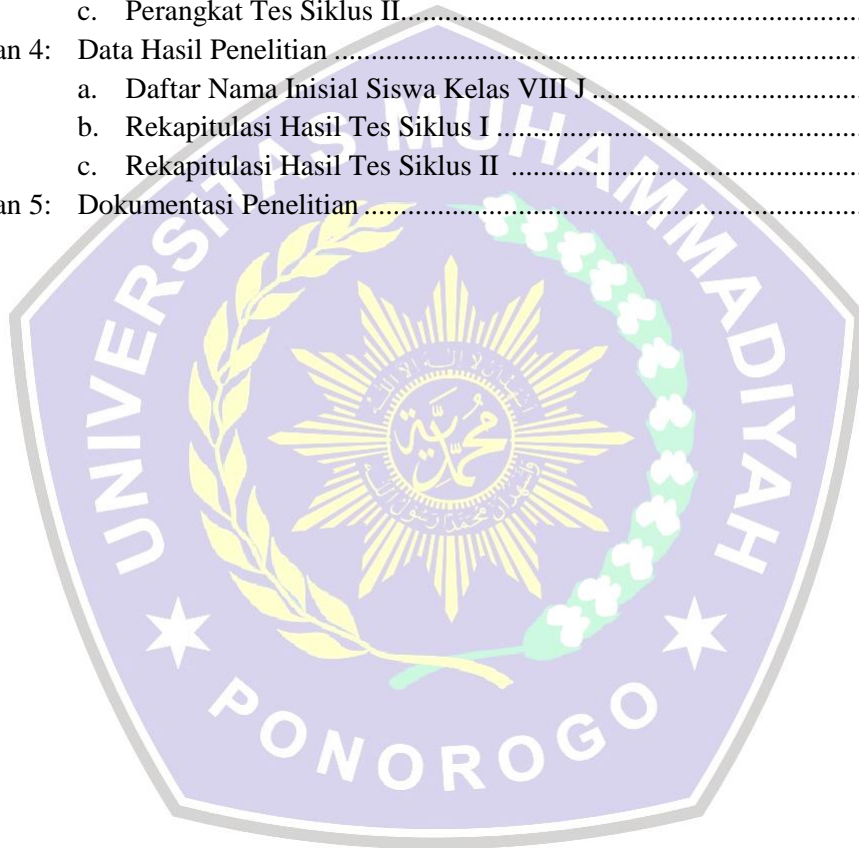 c. Perangkat Tes Siklus II..........................................................
an 4: Data Hasil Penelitian ..................................................................
a. Daftar Nama Inisial Siswa Kelas VIII J ..................................
b. Rekapitulasi Hasil Tes Siklus I ..............................................
c. Rekapitulasi Hasil Tes Siklus II ............................................
an 5: Dokumentasi Penelitian ..............................................................
UNIVERSITAS MUHAMMADIYAH
PONOROGO
محمدية